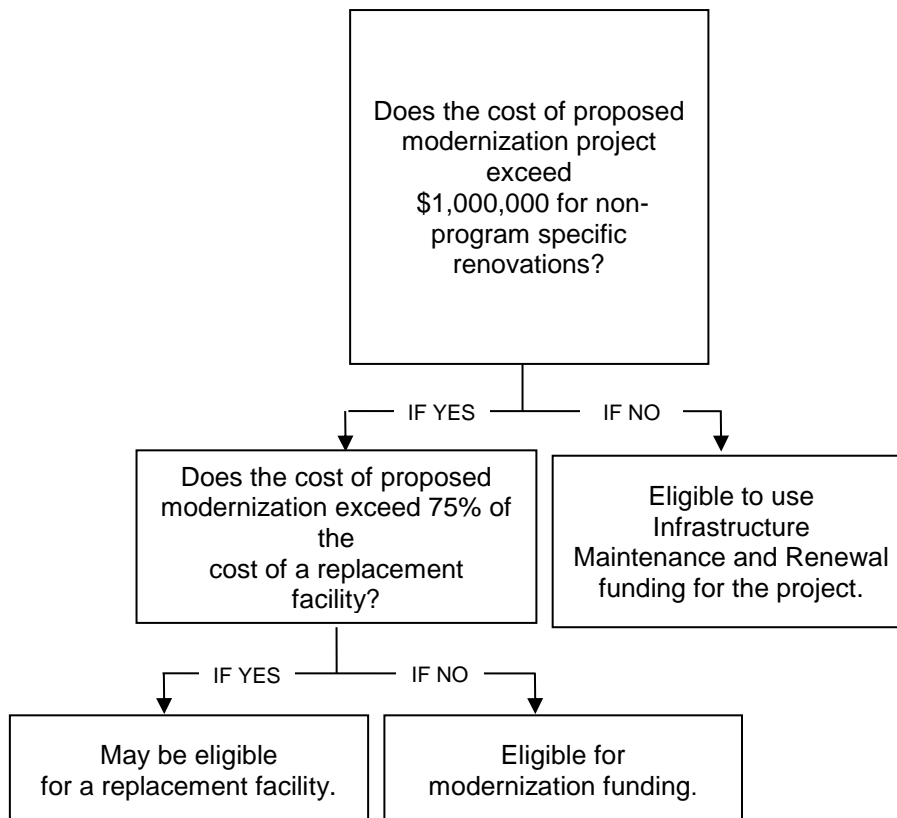 Does the cost of proposed
modernization project
exceed
$1,000,000 for non-
program specific
renovations?
IF YES
IF NO
Does the cost of proposed
modernization exceed 75% of
the
cost of a replacement
facility?
Eligible to use
Infrastructure
Maintenance and Renewal
funding for the project.
IF YES
IF NO
May be eligible
for a replacement facility.
Eligible for
modernization funding.